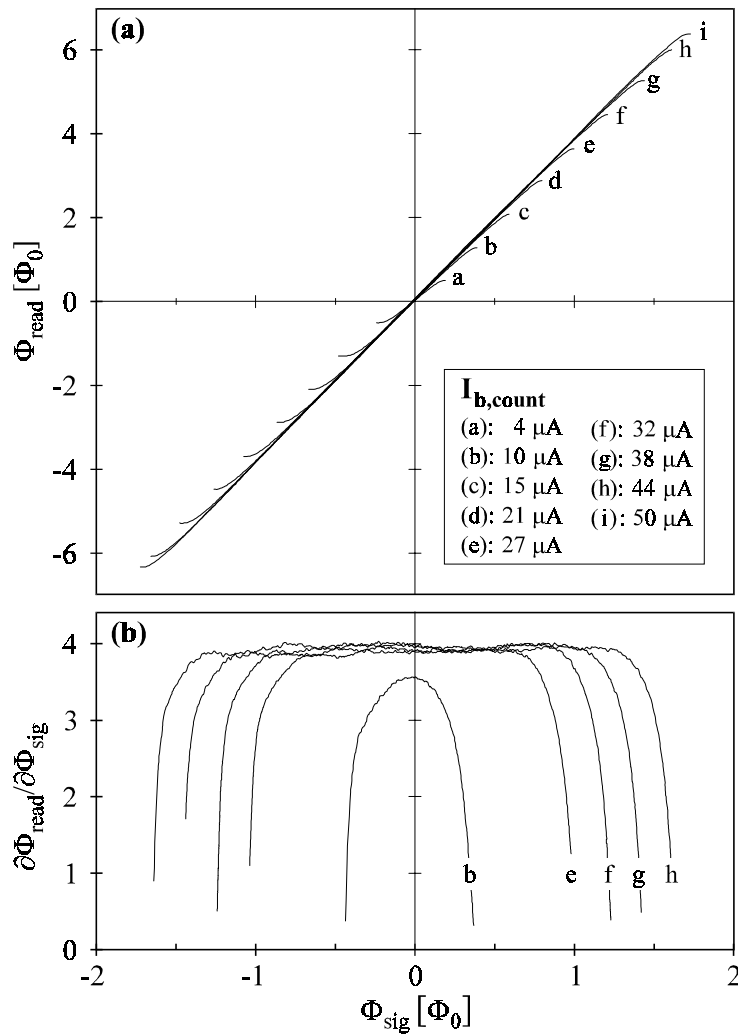 (a)
6
4
2
0
-2
-4
-6
Φread [Φ0]
i
h
g
f
e
d
c
b
a
Ib,count
(a): 4 μA
(b): 10 μA
(c): 15 μA
(d): 21 μA
(e): 27 μA
(f): 32 μA
(g): 38 μA
(h): 44 μA
(i): 50 μA
(b)
4
3
2
1
0
∂Φread/∂Φsig
b
e
f
g
h
-2
-1
0
1
2
Φsig [Φ0]